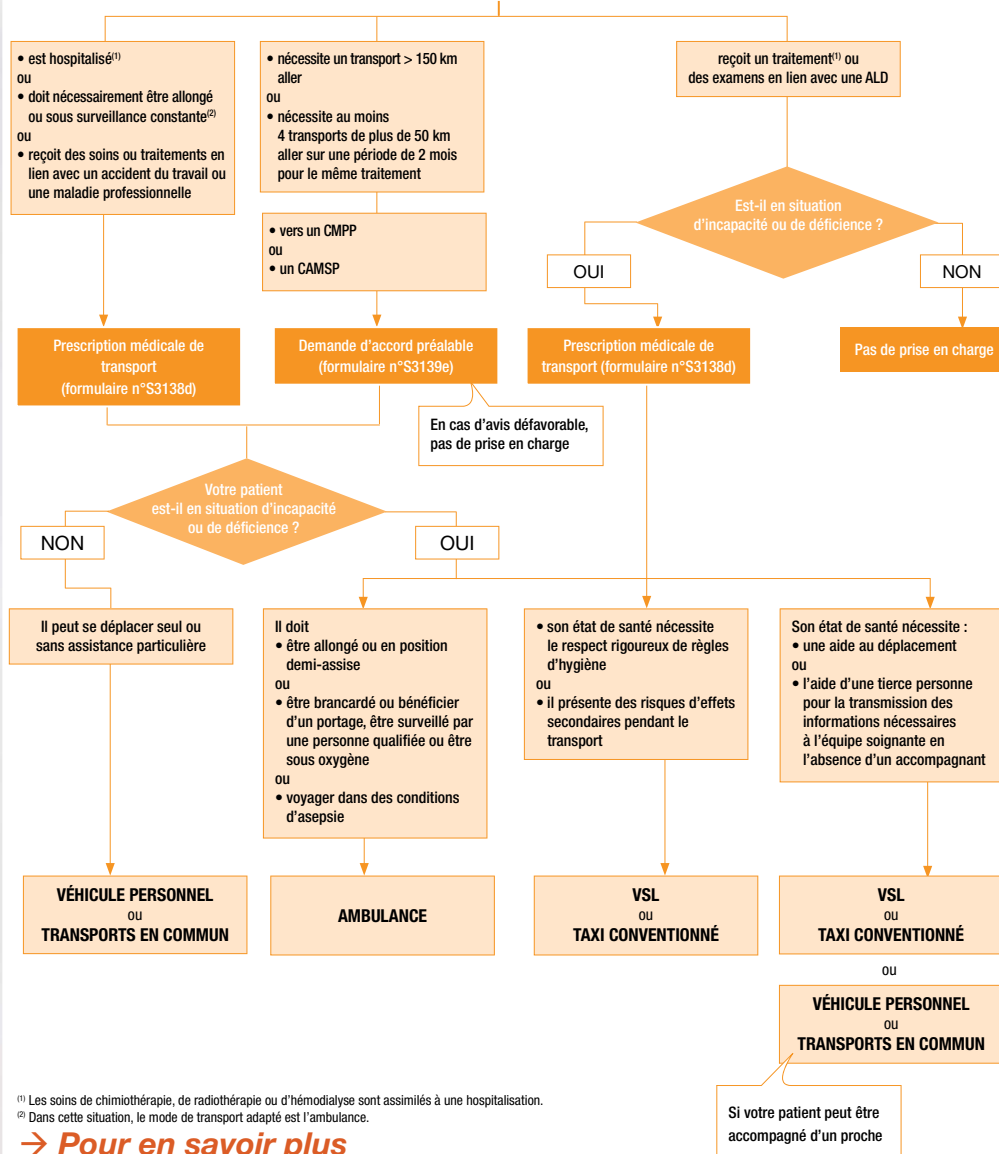 • est hospitalisé(1)
ou
• doit nécessairement être allongé
ou sous surveillance constante(2)
ou
• reçoit des soins ou traitements en
lien avec un accident du travail ou
une maladie professionnelle
• nécessite un transport > 150 km
aller
ou
• nécessite au moins
4 transports de plus de 50 km
aller sur une période de 2 mois
pour le même traitement
reçoit un traitement(1) ou
des examens en lien avec une ALD
• vers un CMPP
ou
• un CAMSP
Est-il en situation
d'incapacité ou de déficience ?
OUI
NON
Prescription médicale de
transport
(formulaire n°S3138d)
Demande d'accord préalable
(formulaire n°S3139e)
Prescription médicale de
transport (formulaire n°S3138d)
Pas de prise en charge
En cas d'avis défavorable,
pas de prise en charge
Votre patient
est-il en situation d'incapacité
ou de déficience ?
NON
OUI
Il peut se déplacer seul ou
sans assistance particulière
Il doit
• être allongé ou en position
demi-assise
ou
• être brancardé ou bénéficier
d'un portage, être surveillé par
une personne qualifiée ou être
sous oxygène
ou
• voyager dans des conditions
d'asepsie
• son état de santé nécessite
le respect rigoureux de règles
d'hygiène
ou
• il présente des risques d'effets
secondaires pendant le
transport
Son état de santé nécessite :
• une aide au déplacement
ou
• l'aide d'une tierce personne
pour la transmission des
informations nécessaires
à l'équipe soignante en
l'absence d'un accompagnant
VÉHICULE PERSONNEL
ou
TRANSPORTS EN COMMUN
AMBULANCE
VSL
ou
TAXI CONVENTIONNÉ
VSL
ou
TAXI CONVENTIONNÉ
ou
VÉHICULE PERSONNEL
ou
TRANSPORTS EN COMMUN
Si votre patient peut être
accompagné d'un proche
(1) Les soins de chimiothérapie, de radiothérapie ou d'hémodialyse sont assimilés à une hospitalisation.
(2) Dans cette situation, le mode de transport adapté est l'ambulance.
→ Pour en savoir plus